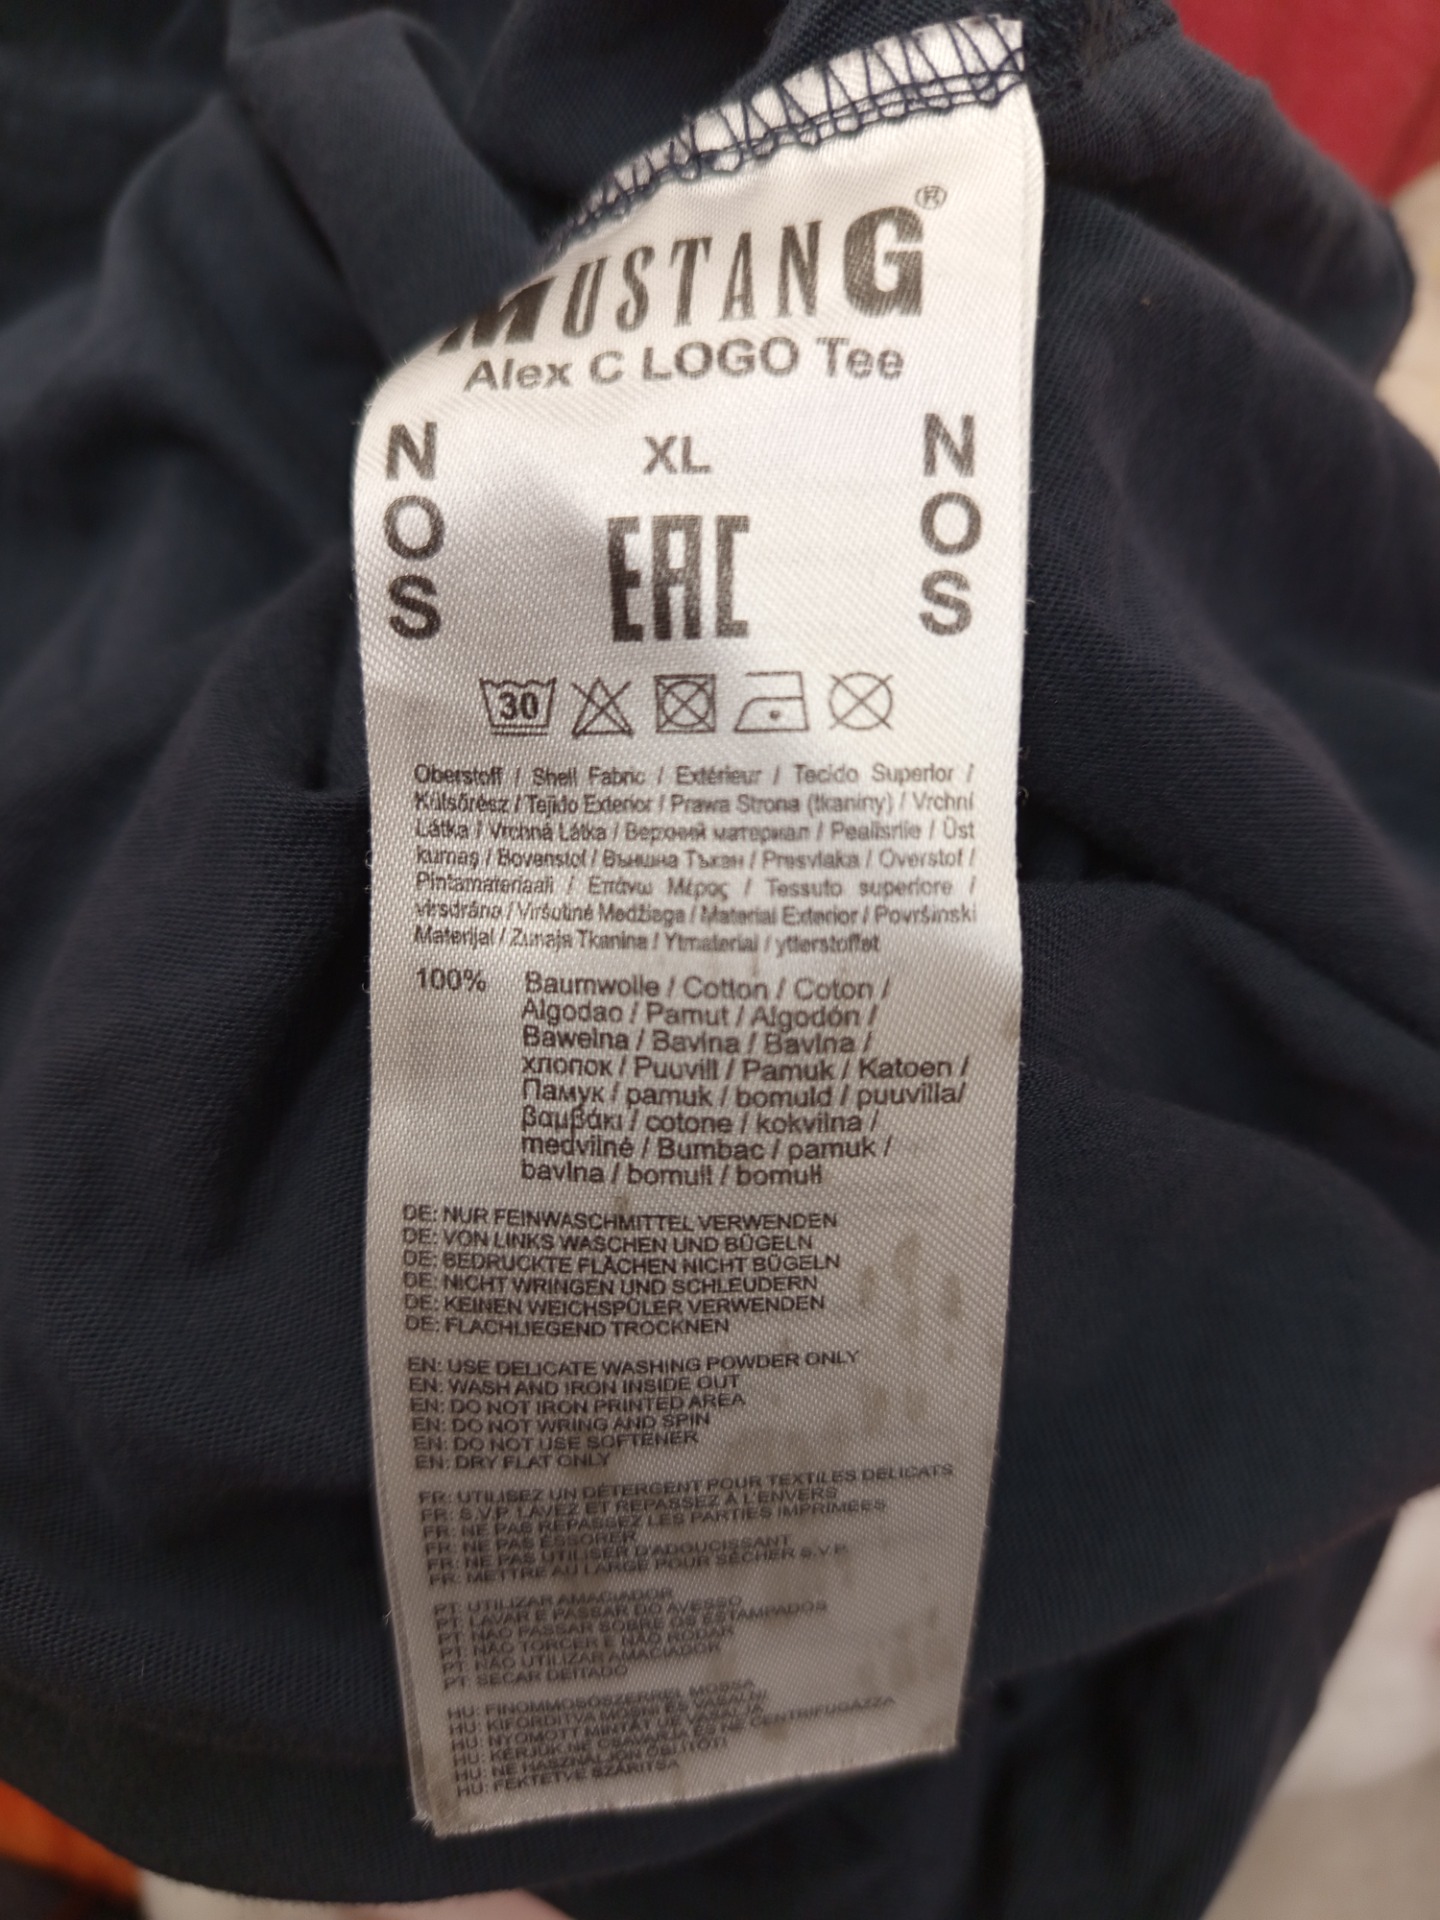 MUSTANG®
Alex C LOGO Tee
NOS
XL
NOS
EAC
30
Oberstoff / Shell Fabric / Extérieur / Tecido Superior /
Külsőrész / Tejido Exterior / Prawa Strona (tkaniny) / Vrchní
Látka / Vrchná Látka / Верхней материал / Pealisriie / Üst
kumaş / Bovenstof / Външна Тъкан / Presvlaka / Overstof /
Pintamateriaali / Επάνω Μέρος / Tessuto superiore /
virsdrāna / Viršutinė Medžiaga / Material Exterior / Površinski
Materijal / Zunaja Tkanina / Ytmaterial / ytterstoffet
100% Baumwolle / Cotton / Coton /
Algodao / Pamut / Algodón /
Bawełna / Bavlna / Bavlna /
хлопок / Puuvill / Pamuk / Katoen /
Памук / pamuk / bomuld / puuvilla/
βαμβάκι / cotone / kokvilna /
medvilnė / Bumbac / pamuk /
bavlna / bomull / bomull
DE: NUR FEINWASCHMITTEL VERWENDEN
DE: VON LINKS WASCHEN UND BÜGELN
DE: BEDRUCKTE FLÄCHEN NICHT BÜGELN
DE: NICHT WRINGEN UND SCHLEUDERN
DE: KEINEN WEICHSPÜLER VERWENDEN
DE: FLACHLIEGEND TROCKNEN
EN: USE DELICATE WASHING POWDER ONLY
EN: WASH AND IRON INSIDE OUT
EN: DO NOT IRON PRINTED AREA
EN: DO NOT WRING AND SPIN
EN: DO NOT USE SOFTENER
EN: DRY FLAT ONLY
FR: UTILISEZ UN DÉTERGENT POUR TEXTILES DELICATS
FR: S.V.P. LAVEZ ET REPASSEZ À L'ENVERS
FR: NE PAS REPASSEZ LES PARTIES IMPRIMÉES
FR: NE PAS ESSORER
FR: NE PAS UTILISER D'ADOUCISSANT
FR: METTRE AU LARGE POUR SÉCHER S.V.P.
PT: UTILIZAR AMACIADOR
PT: LAVAR E PASSAR DO AVESSO
PT: NÃO PASSAR SOBRE OS ESTAMPADOS
PT: NÃO TORCER E NÃO RODAR
PT: NÃO UTILIZAR AMACIADOR
PT: SECAR DEITADO
HU: FINOMMOSÓSZERREL MOSSA
HU: KIFORDÍTVA MOSNI ÉS VASALNI
HU: NYOMOTT MINTÁT NE VASALJA
HU: KÉRJÜK NE CSAVARJA ÉS NE CENTRIFUGÁZZA
HU: NE HASZNÁLJON ÖBLÍTŐT!
HU: FEKTETVE SZÁRÍTSA